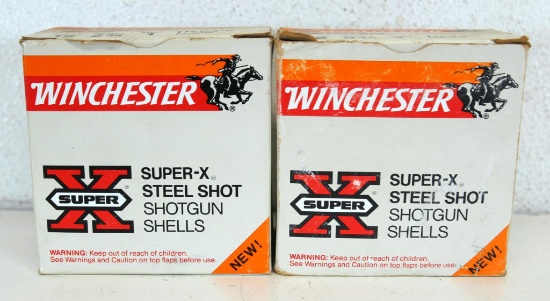 WINCHESTER
®
SUPER
X
®
SUPER-X®
STEEL SHOT
SHOTGUN
SHELLS
WARNING: Keep out of reach of children.
See Warnings and Caution on top flaps before use.
NEW!
WINCHESTER
®
SUPER
X
®
SUPER-X®
STEEL SHOT
SHOTGUN
SHELLS
WARNING: Keep out of reach of children.
See Warnings and Caution on top flaps before use.
NEW!